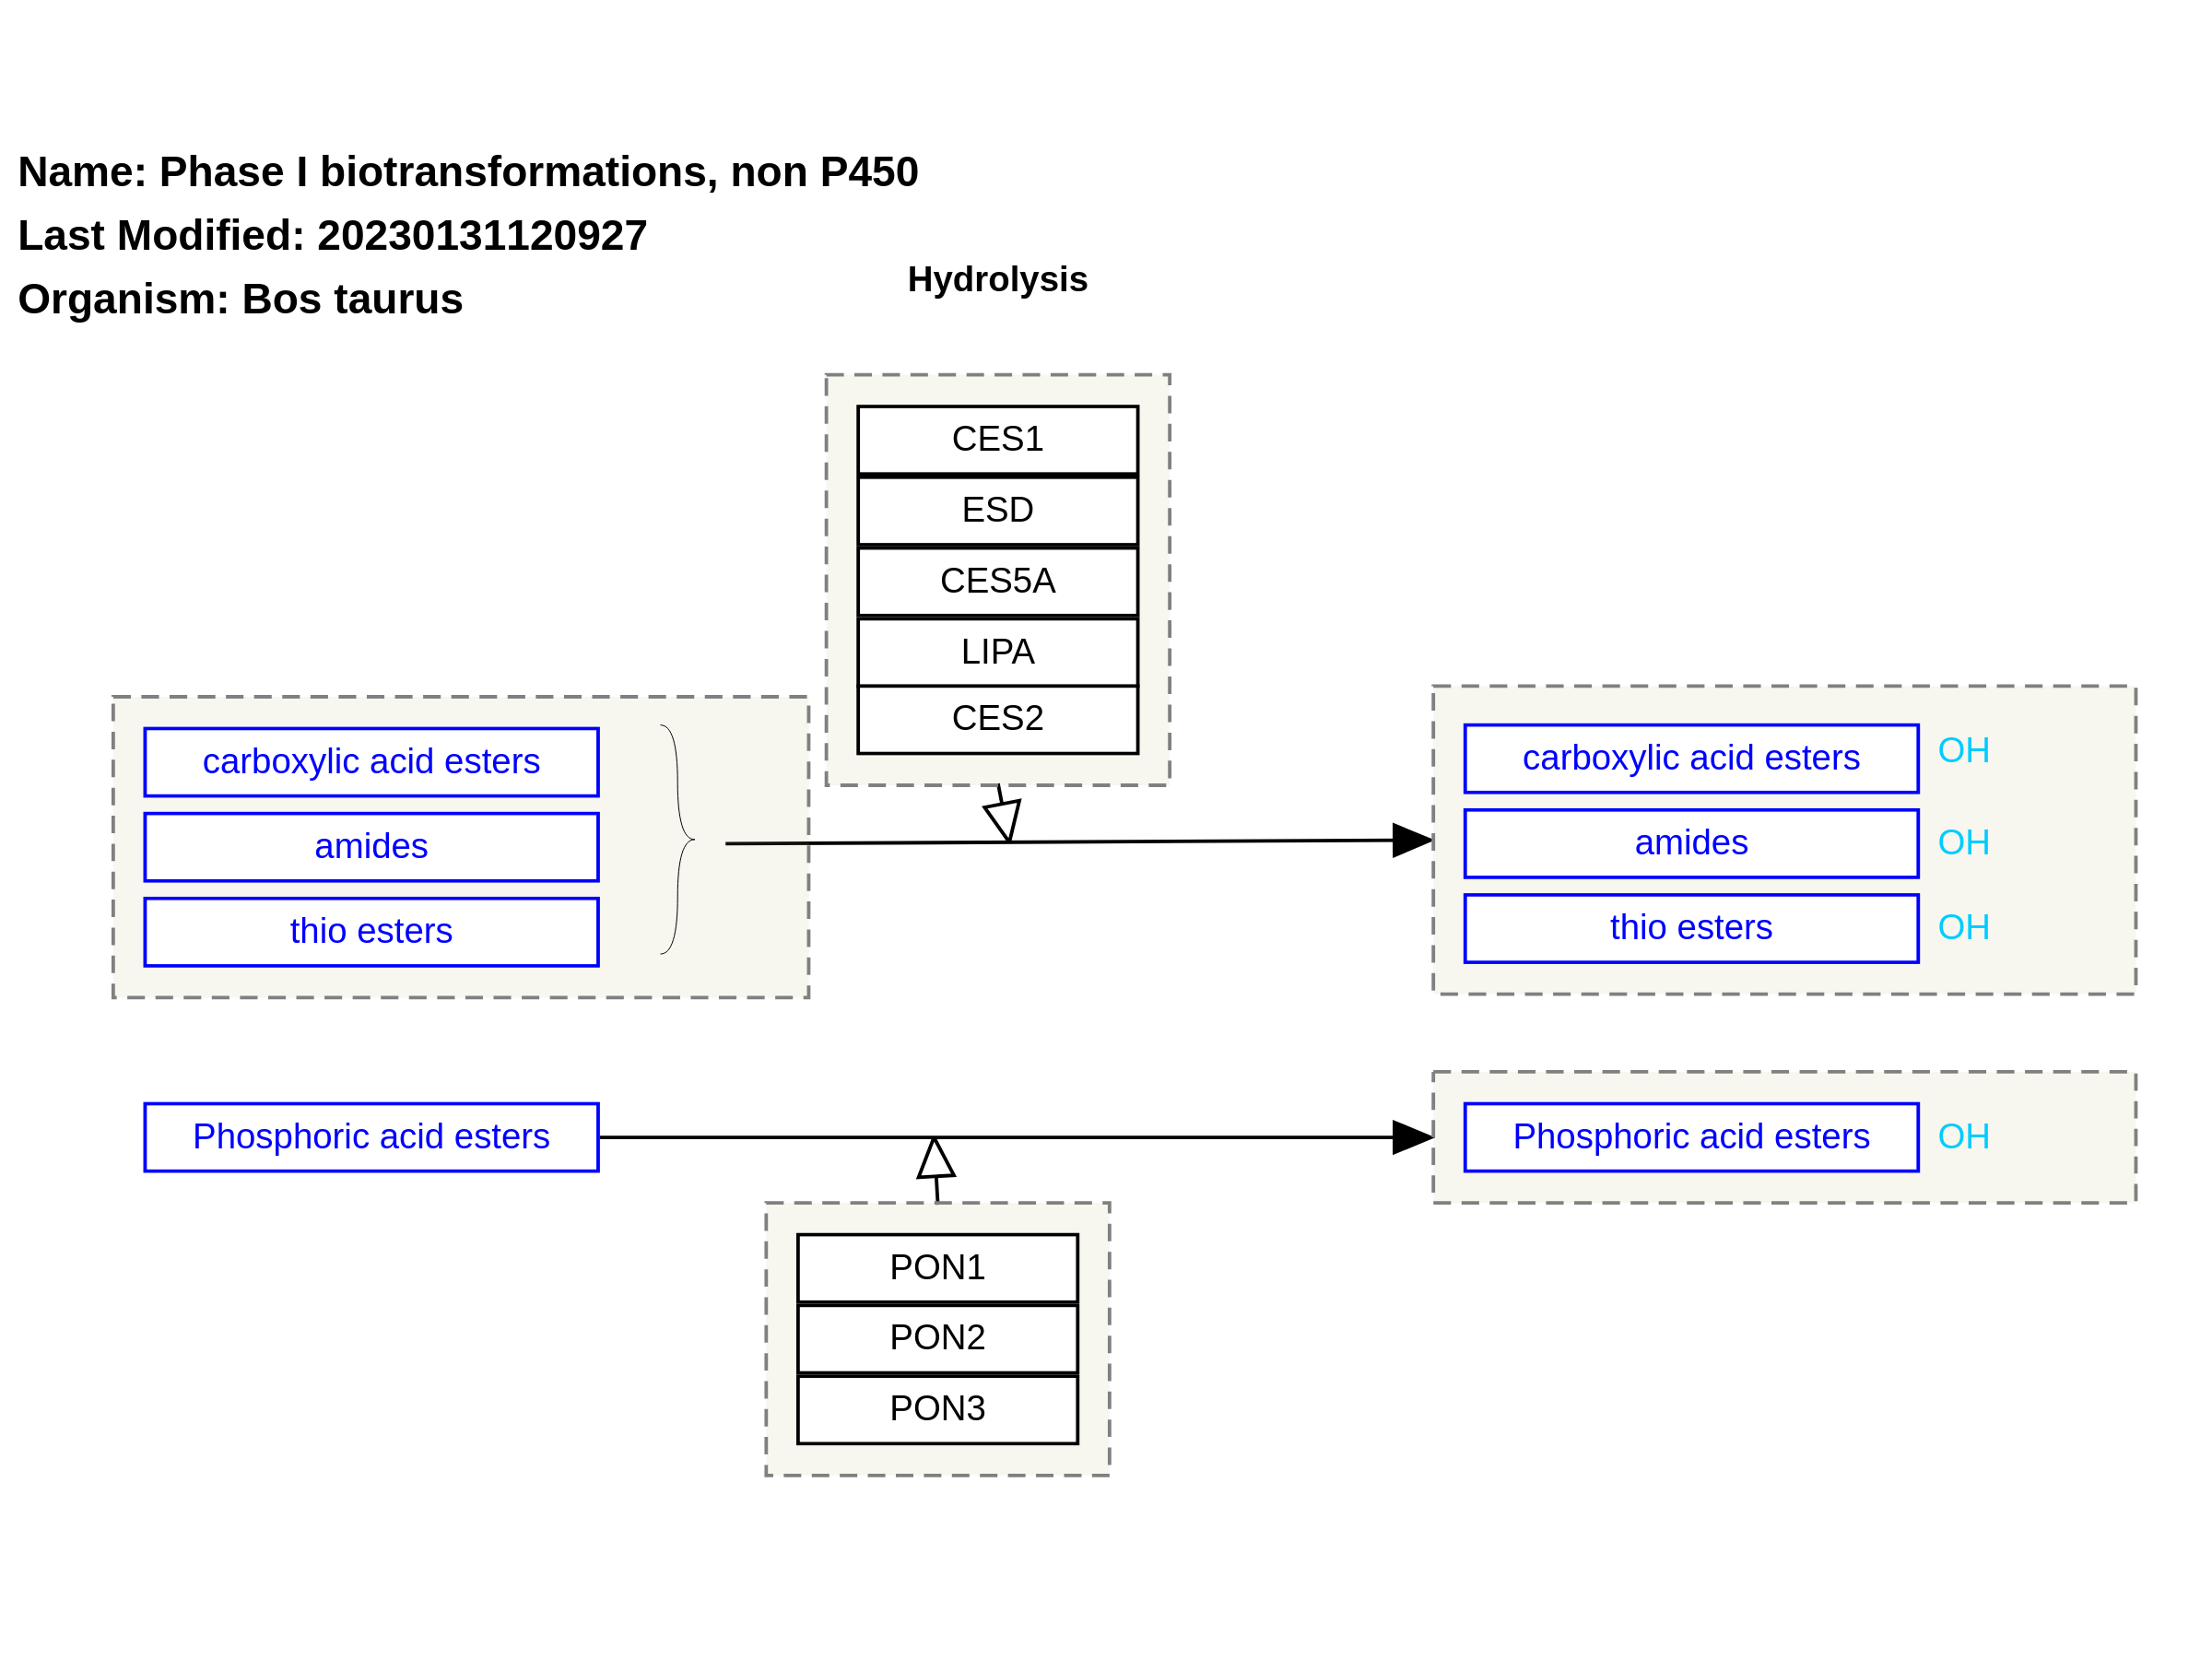 Name: Phase I biotransformations, non P450
Last Modified: 20230131120927
Organism: Bos taurus
Hydrolysis
CES1
ESD
CES5A
LIPA
CES2
carboxylic acid esters
amides
thio esters
carboxylic acid esters OH
amides OH
thio esters OH
Phosphoric acid esters
Phosphoric acid esters OH
PON1
PON2
PON3